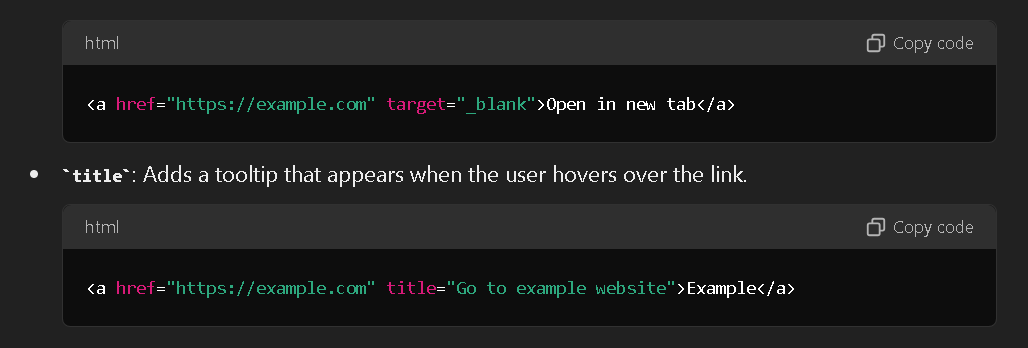 html Copy code
<a href="https://example.com" target="_blank">Open in new tab</a>
• `title`: Adds a tooltip that appears when the user hovers over the link.
html Copy code
<a href="https://example.com" title="Go to example website">Example</a>